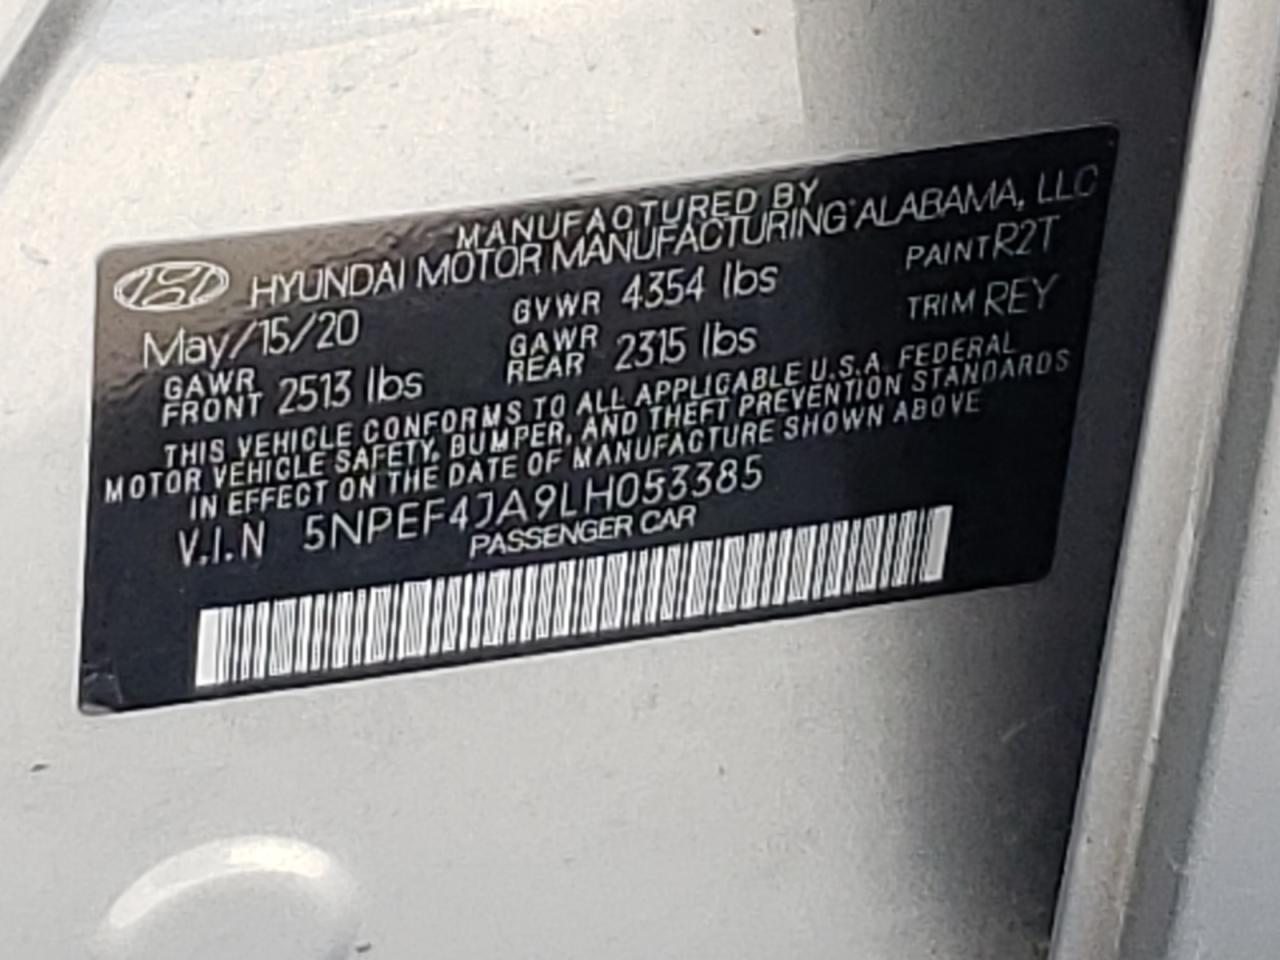 MANUFACTURED BY
HYUNDAI MOTOR MANUFACTURING ALABAMA, LLC
May/15/20 GVWR 4354 lbs PAINT R2T
GAWR FRONT 2513 lbs GAWR REAR 2315 lbs TRIM REY
THIS VEHICLE CONFORMS TO ALL APPLICABLE U.S.A. FEDERAL
MOTOR VEHICLE SAFETY, BUMPER, AND THEFT PREVENTION STANDARDS
IN EFFECT ON THE DATE OF MANUFACTURE SHOWN ABOVE
V.I.N 5NPEF4JA9LH053385
PASSENGER CAR